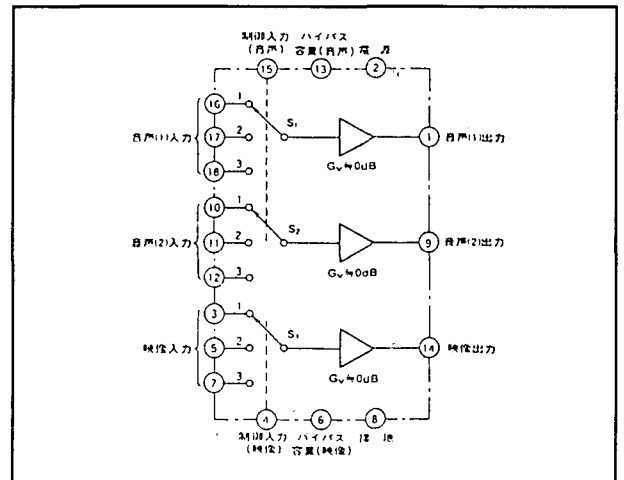 制御入力 バイパス
(音声) 容量(音声) 電源
15 13 2
16 1
音声(1)入力 17 2 S₁ 1 音声(1)出力
18 3 Gv≒0dB
10 1
音声(2)入力 11 2 S₂ 9 音声(2)出力
12 3 Gv≒0dB
3 1
映像入力 5 2 S₃ 14 映像出力
7 3 Gv≒0dB
4 6 8
制御入力 バイパス 接地
(映像) 容量(映像)